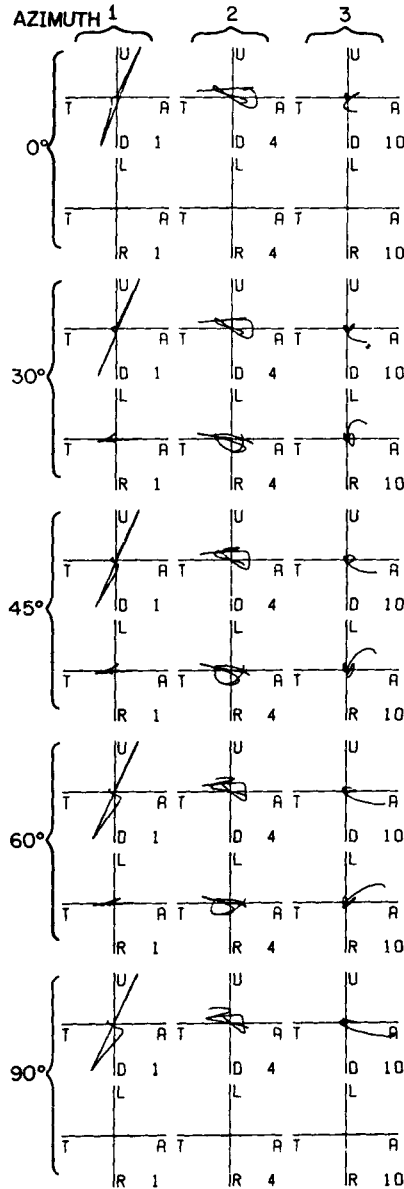 AZIMUTH 1 2 3
U U U
T A T A T A
0° D 1 D 4 D 10
L L L
T A T A T A
R 1 R 4 R 10
U U U
T A T A T A
30° D 1 D 4 D 10
L L L
T A T A T A
R 1 R 4 R 10
U U U
T A T A T A
45° D 1 D 4 D 10
L L L
T A T A T A
R 1 R 4 R 10
U U U
T A T A T A
60° D 1 D 4 D 10
L L L
T A T A T A
R 1 R 4 R 10
U U U
T A T A T A
90° D 1 D 4 D 10
L L L
T A T A T A
R 1 R 4 R 10